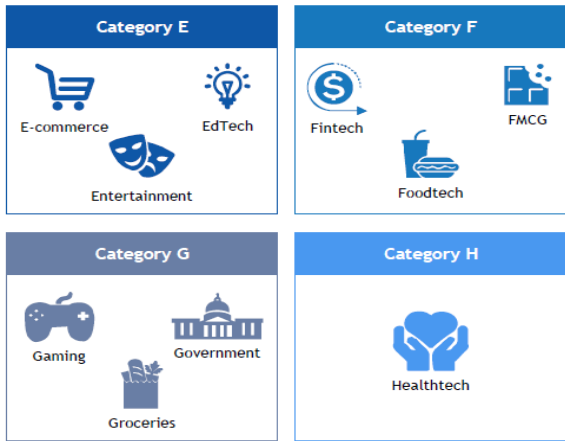 Category E
E-commerce
EdTech
Entertainment
Category F
Fintech
FMCG
Foodtech
Category G
Gaming
Government
Groceries
Category H
Healthtech